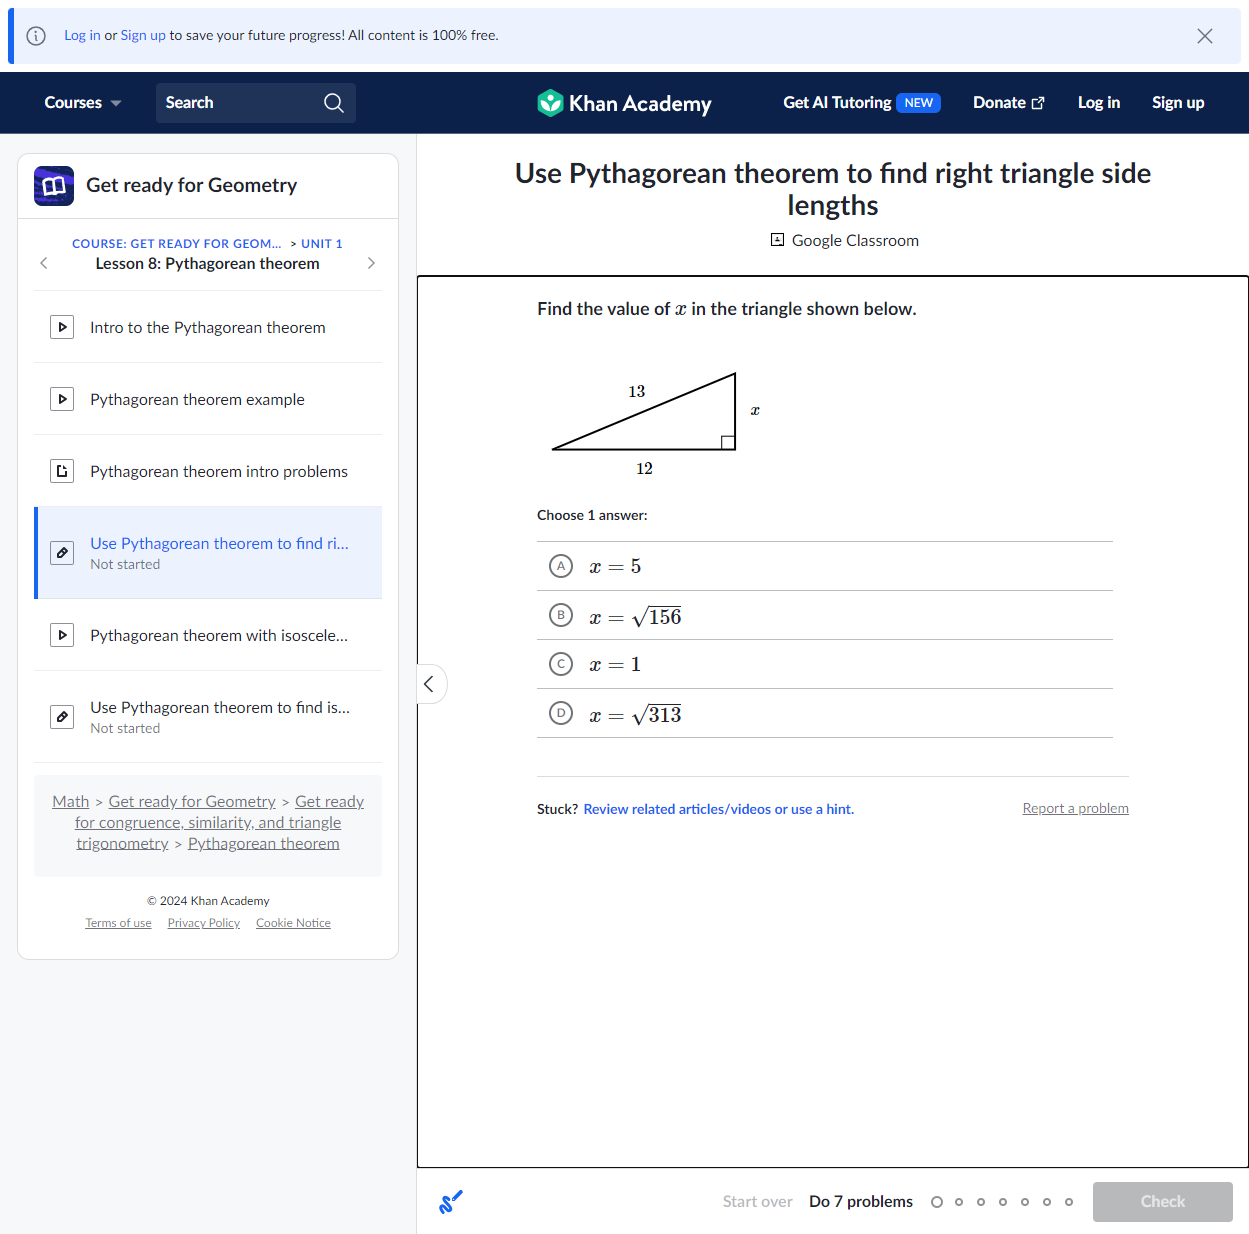 Log in or Sign up to save your future progress! All content is 100% free.
Courses
Search
Khan Academy
Get AI Tutoring NEW
Donate
Log in
Sign up
Get ready for Geometry
COURSE: GET READY FOR GEOM... > UNIT 1
Lesson 8: Pythagorean theorem
Intro to the Pythagorean theorem
Pythagorean theorem example
Pythagorean theorem intro problems
Use Pythagorean theorem to find ri...
Not started
Pythagorean theorem with isoscele...
Use Pythagorean theorem to find is...
Not started
Math > Get ready for Geometry > Get ready
for congruence, similarity, and triangle
trigonometry > Pythagorean theorem
© 2024 Khan Academy
Terms of use Privacy Policy Cookie Notice
Use Pythagorean theorem to find right triangle side
lengths
Google Classroom
Find the value of x in the triangle shown below.
13
x
12
Choose 1 answer:
A x = 5
B x = √156
C x = 1
D x = √313
Stuck? Review related articles/videos or use a hint.
Report a problem
Start over
Do 7 problems
Check